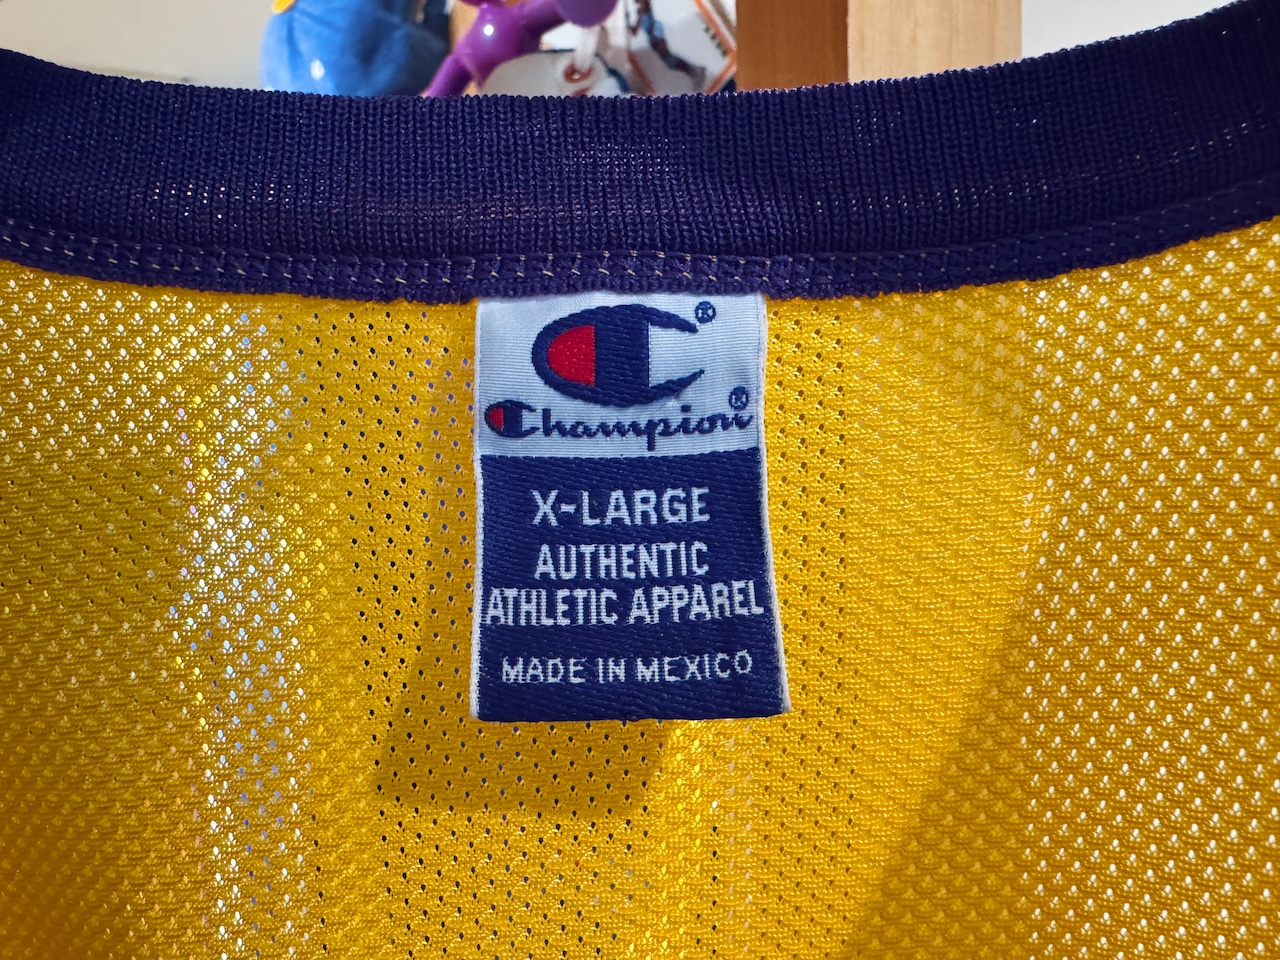 Champion
X-LARGE
AUTHENTIC
ATHLETIC APPAREL
MADE IN MEXICO